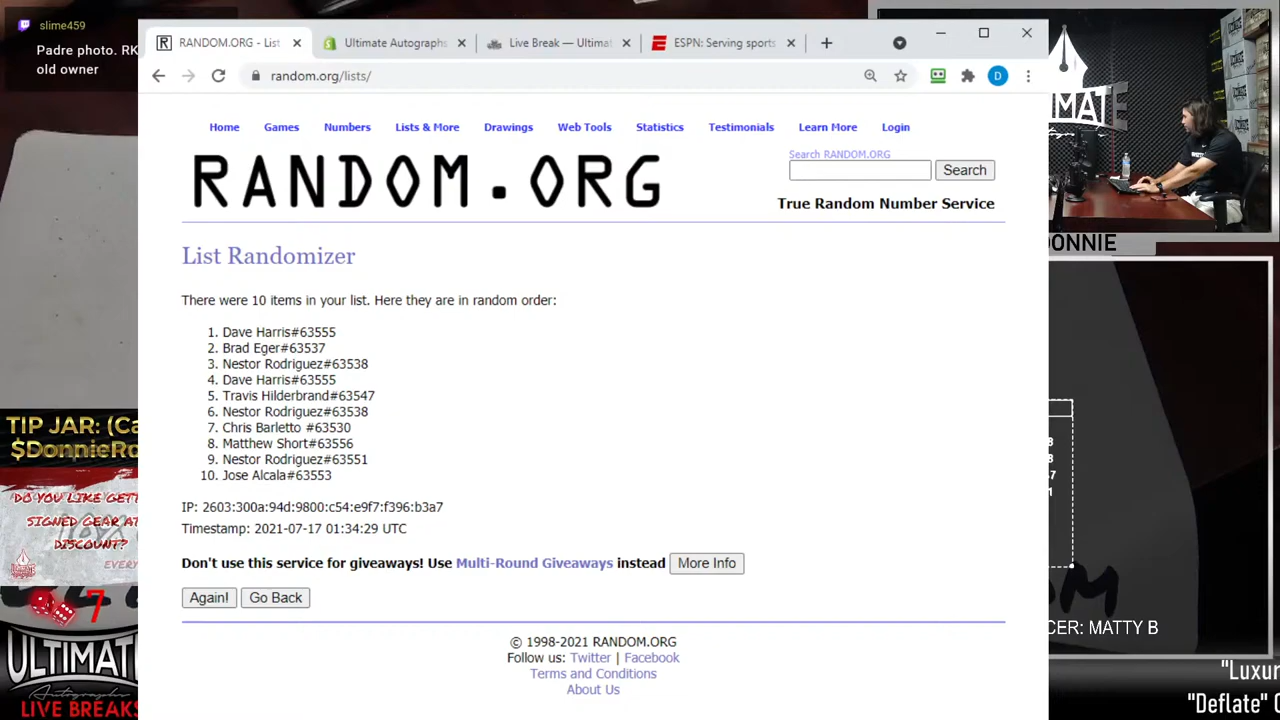 slime459
Padre photo. RK
old owner
RANDOM.ORG - List
Ultimate Autographs
Live Break — Ultimat
ESPN: Serving sports
random.org/lists/
D
Home Games Numbers Lists & More Drawings Web Tools Statistics Testimonials Learn More Login
RANDOM.ORG
Search RANDOM.ORG
Search
True Random Number Service
List Randomizer
There were 10 items in your list. Here they are in random order:
1. Dave Harris#63555
2. Brad Eger#63537
3. Nestor Rodriguez#63538
4. Dave Harris#63555
5. Travis Hilderbrand#63547
6. Nestor Rodriguez#63538
7. Chris Barletto #63530
8. Matthew Short#63556
9. Nestor Rodriguez#63551
10. Jose Alcala#63553
IP: 2603:300a:94d:9800:c54:e9f7:f396:b3a7
Timestamp: 2021-07-17 01:34:29 UTC
Don't use this service for giveaways! Use Multi-Round Giveaways instead More Info
Again! Go Back
© 1998-2021 RANDOM.ORG
Follow us: Twitter | Facebook
Terms and Conditions
About Us
TIP JAR: (Ca
$DonnieRo
DO YOU LIKE GETT
SIGNED GEAR AT
DISCOUNT?
EVERY
7
ULTIMATE
Autographs
LIVE BREAKS
IMATE
DONNIE
CER: MATTY B
"Luxur
"Deflate" C